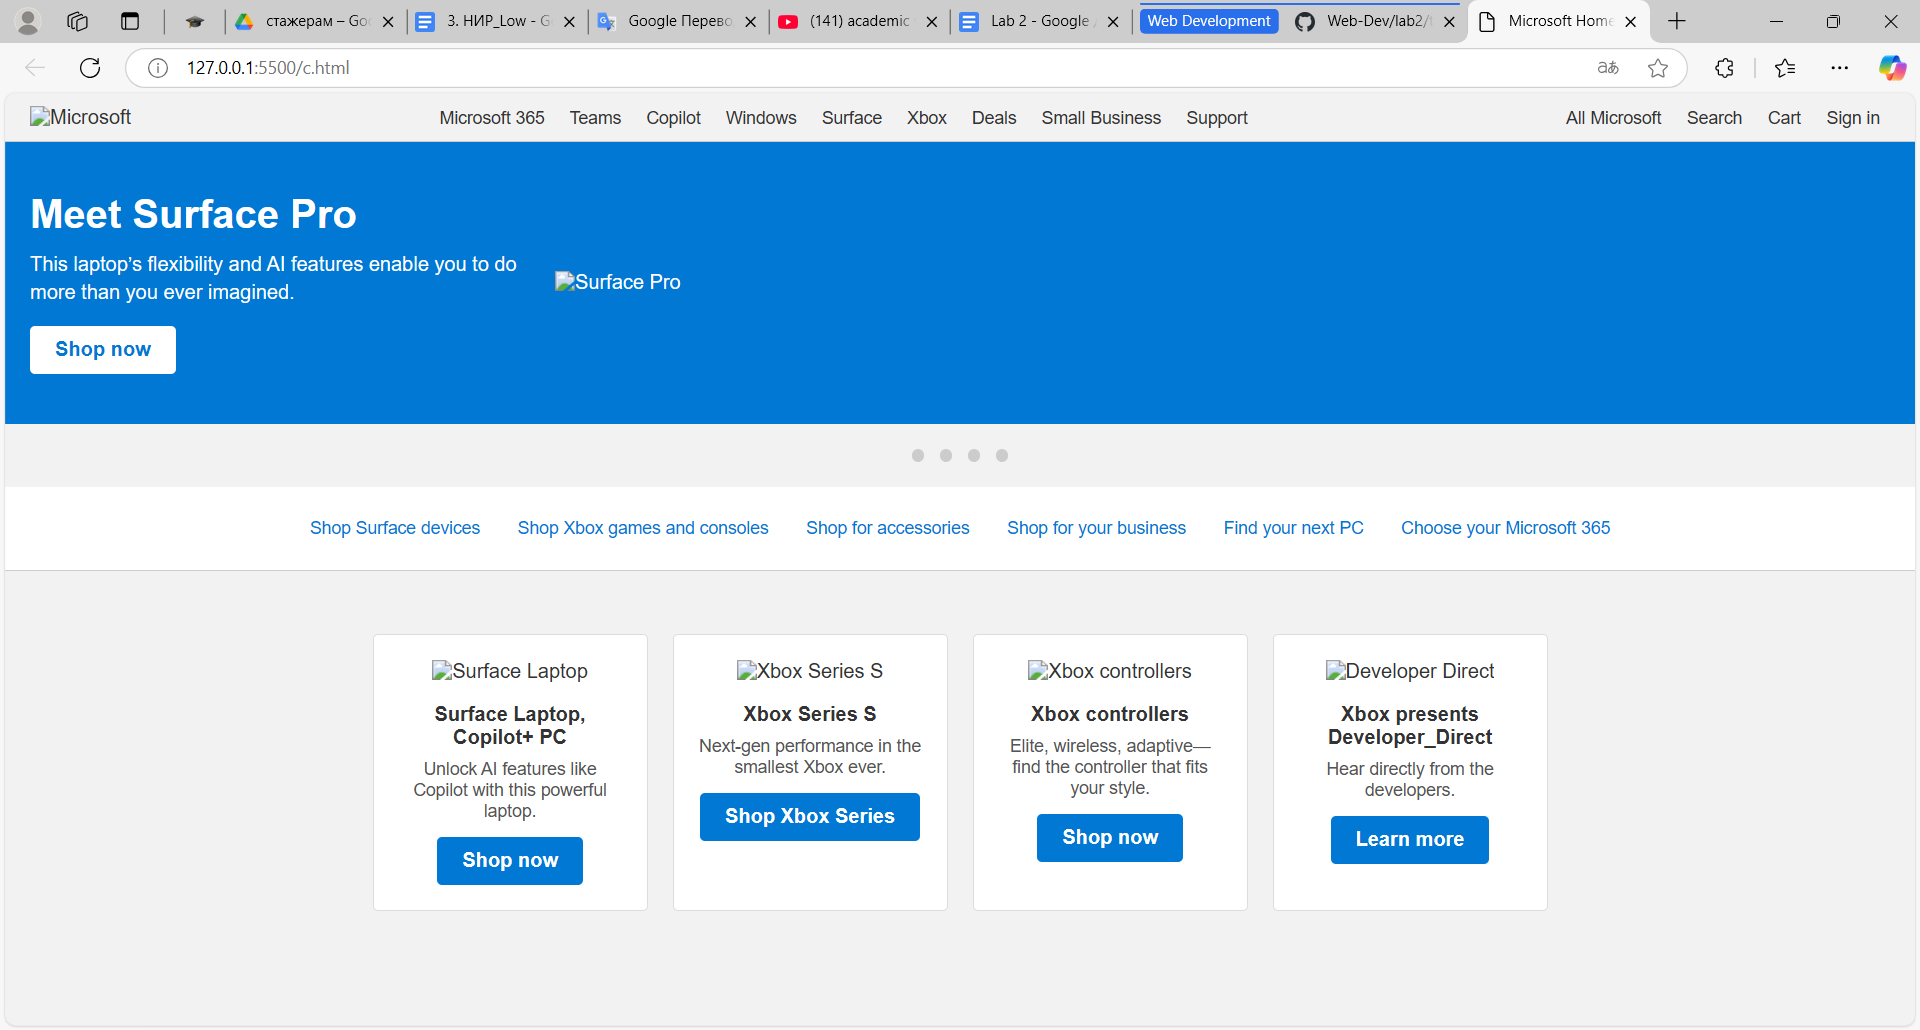 стажерам – Goo
3. НИР_Low - G
Google Перево
(141) academic
Lab 2 - Google
Web Development
Web-Dev/lab2/
Microsoft Home
127.0.0.1:5500/c.html
Microsoft
Microsoft 365 Teams Copilot Windows Surface Xbox Deals Small Business Support
All Microsoft Search Cart Sign in
Meet Surface Pro
This laptop’s flexibility and AI features enable you to do
more than you ever imagined.
Shop now
Surface Pro
Shop Surface devices Shop Xbox games and consoles Shop for accessories Shop for your business Find your next PC Choose your Microsoft 365
Surface Laptop
Surface Laptop,
Copilot+ PC
Unlock AI features like
Copilot with this powerful
laptop.
Shop now
Xbox Series S
Xbox Series S
Next-gen performance in the
smallest Xbox ever.
Shop Xbox Series
Xbox controllers
Xbox controllers
Elite, wireless, adaptive—
find the controller that fits
your style.
Shop now
Developer Direct
Xbox presents
Developer_Direct
Hear directly from the
developers.
Learn more